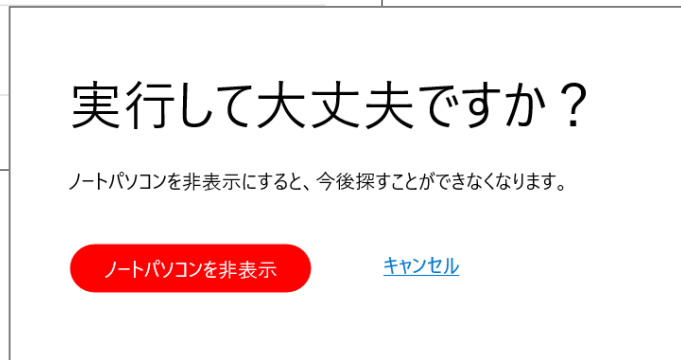 実行して大丈夫ですか？
ノートパソコンを非表示にすると、今後探すことができなくなります。
ノートパソコンを非表示
キャンセル